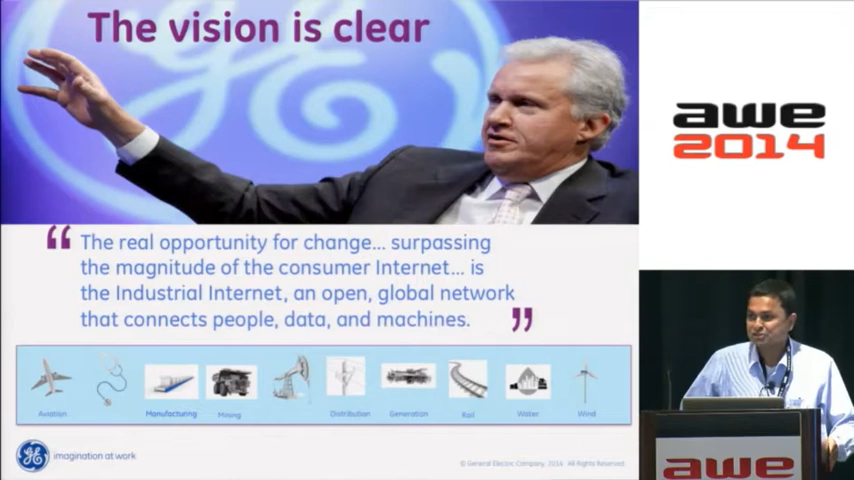 The vision is clear
“ The real opportunity for change... surpassing
the magnitude of the consumer Internet... is
the Industrial Internet, an open, global network
that connects people, data, and machines. ”
Aviation
Manufacturing
Mining
Distribution
Generation
Rail
Water
Wind
GE imagination at work
© General Electric Company, 2014 All Rights Reserved
awe
2014
awe